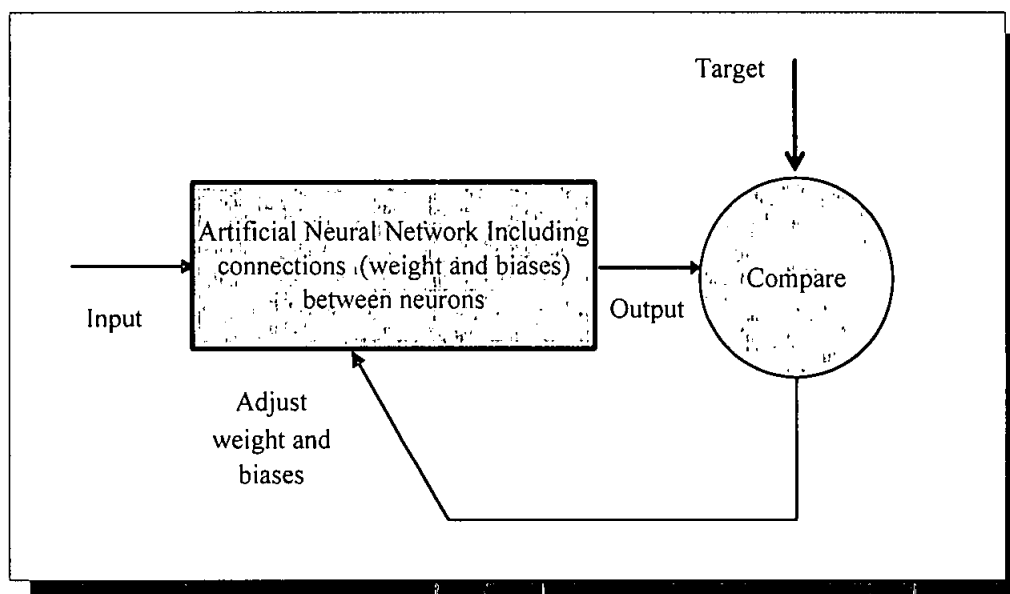 Target
Artificial Neural Network Including
connections (weight and biases)
between neurons
Compare
Input
Output
Adjust
weight and
biases